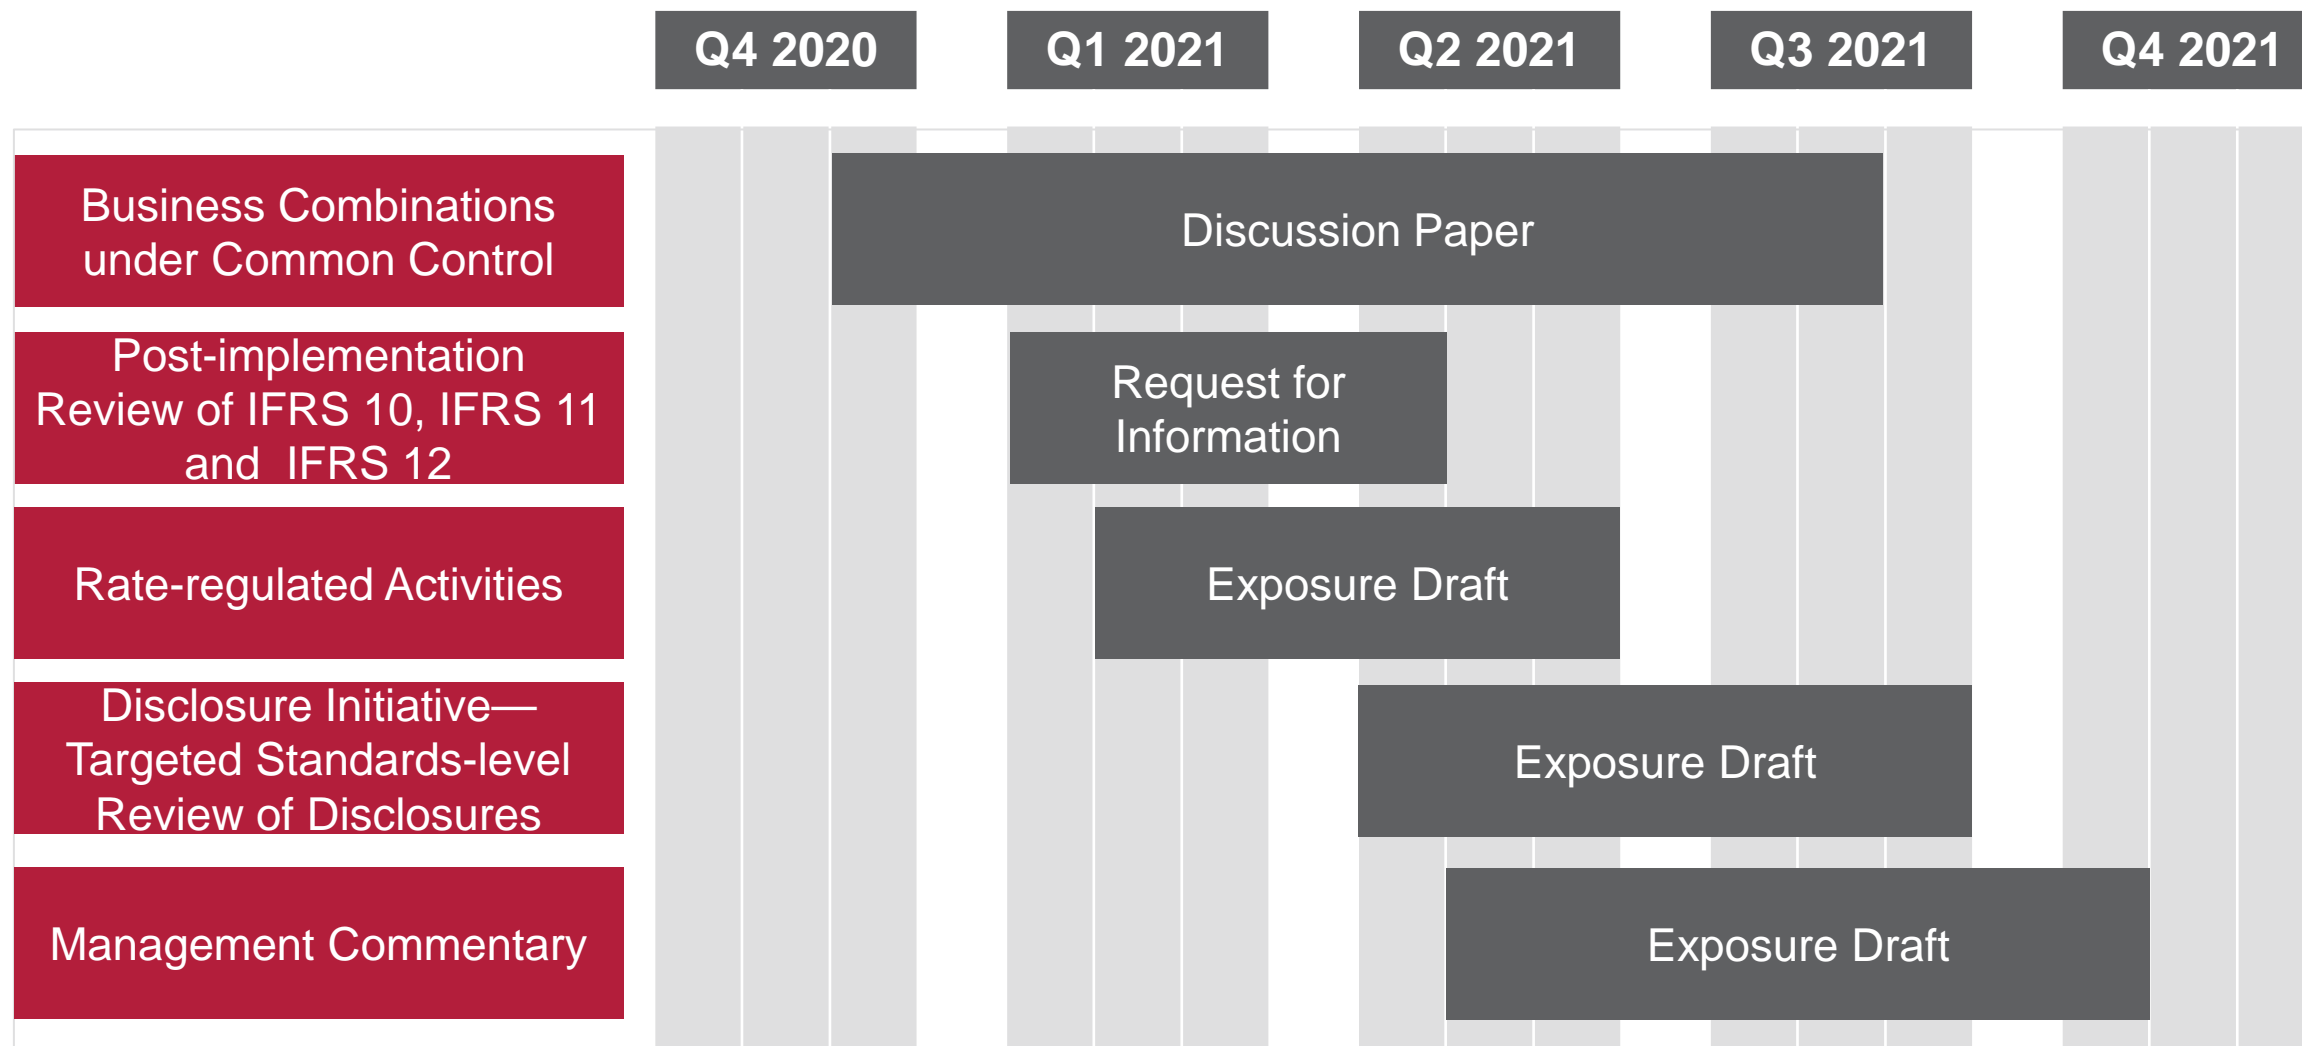 Q4 2020 Q1 2021 Q2 2021 Q3 2021 Q4 2021
Business Combinations
under Common Control
Discussion Paper
Post-implementation
Review of IFRS 10, IFRS 11
and  IFRS 12
Request for
Information
Rate-regulated Activities
Exposure Draft
Disclosure Initiative—
Targeted Standards-level
Review of Disclosures
Exposure Draft
Management Commentary
Exposure Draft